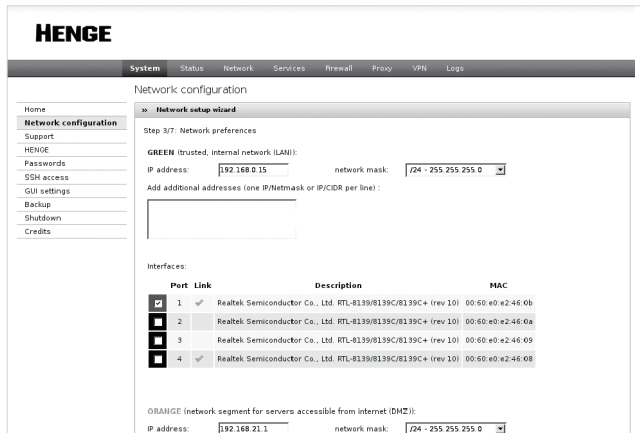 HENGE
System Status Network Services Firewall Proxy VPN Logs
Network configuration
Home
Network configuration
Support
HENGE
Passwords
SSH access
GUI settings
Backup
Shutdown
Credits
» Network setup wizard
Step 3/7: Network preferences
GREEN (trusted, internal network (LAN)):
IP address: 192.168.0.15 network mask: /24 - 255.255.255.0
Add additional addresses (one IP/Netmask or IP/CIDR per line) :
Interfaces:
Port Link Description MAC
1 Realtek Semiconductor Co., Ltd. RTL-8139/8139C/8139C+ (rev 10) 00:60:e0:e2:46:0b
2 Realtek Semiconductor Co., Ltd. RTL-8139/8139C/8139C+ (rev 10) 00:60:e0:e2:46:0a
3 Realtek Semiconductor Co., Ltd. RTL-8139/8139C/8139C+ (rev 10) 00:60:e0:e2:46:09
4 Realtek Semiconductor Co., Ltd. RTL-8139/8139C/8139C+ (rev 10) 00:60:e0:e2:46:08
ORANGE (network segment for servers accessible from internet (DMZ)):
IP address: 192.168.21.1 network mask: /24 - 255.255.255.0